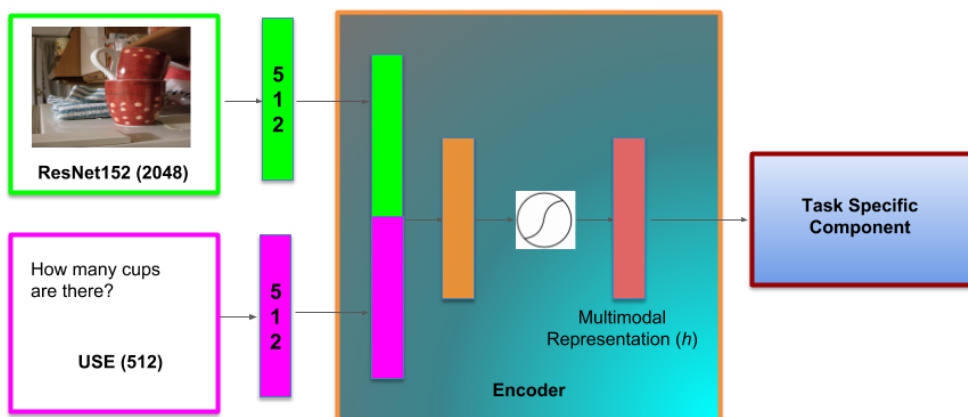 ResNet152 (2048)
5
1
2
How many cups
are there?
USE (512)
5
1
2
Multimodal
Representation (h)
Encoder
Task Specific
Component